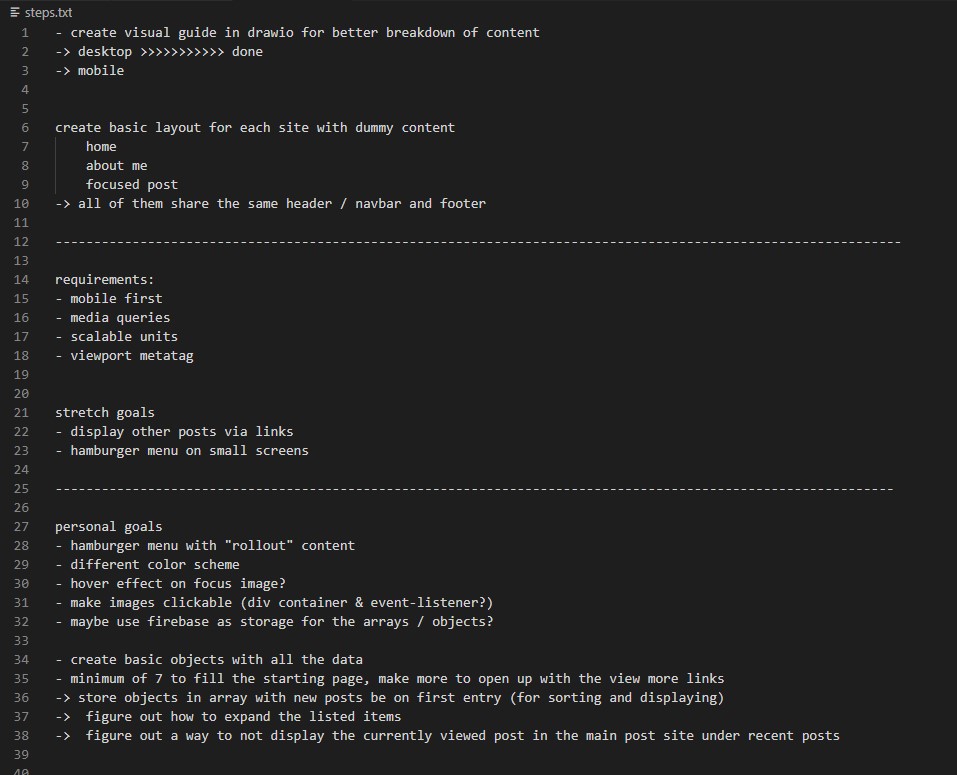 steps.txt
1 - create visual guide in drawio for better breakdown of content
2 -> desktop >>>>>>>>>>> done
3 -> mobile
4
5
6 create basic layout for each site with dummy content
7 home
8 about me
9 focused post
10 -> all of them share the same header / navbar and footer
11
12 --------------------------------------------------------------------------------------------------------------
13
14 requirements:
15 - mobile first
16 - media queries
17 - scalable units
18 - viewport metatag
19
20
21 stretch goals
22 - display other posts via links
23 - hamburger menu on small screens
24
25 -------------------------------------------------------------------------------------------------------------
26
27 personal goals
28 - hamburger menu with "rollout" content
29 - different color scheme
30 - hover effect on focus image?
31 - make images clickable (div container & event-listener?)
32 - maybe use firebase as storage for the arrays / objects?
33
34 - create basic objects with all the data
35 - minimum of 7 to fill the starting page, make more to open up with the view more links
36 -> store objects in array with new posts be on first entry (for sorting and displaying)
37 ->  figure out how to expand the listed items
38 ->  figure out a way to not display the currently viewed post in the main post site under recent posts
39
40